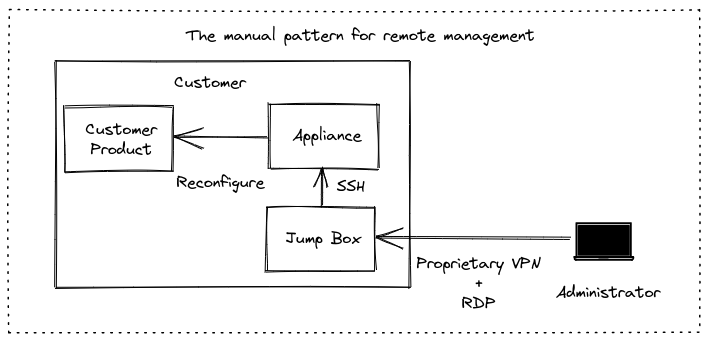 The manual pattern for remote management
Customer
Customer
Product
Appliance
Reconfigure
SSH
Jump Box
Proprietary VPN
+
RDP
Administrator